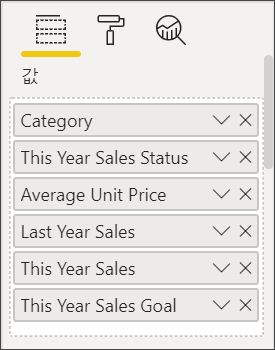 값
Category
This Year Sales Status
Average Unit Price
Last Year Sales
This Year Sales
This Year Sales Goal